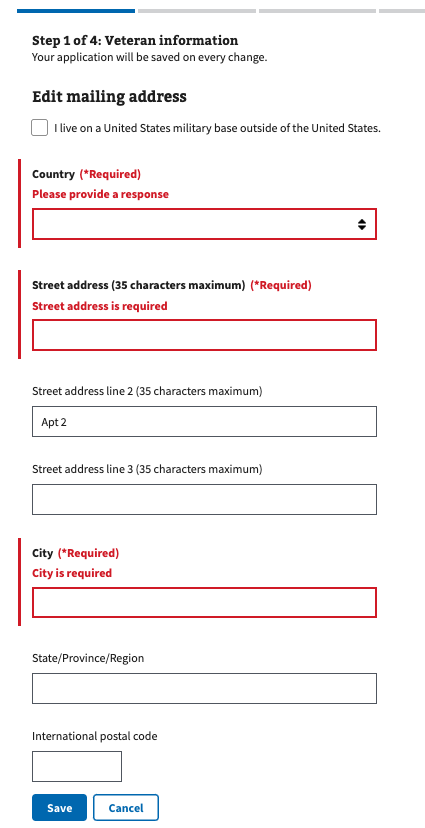 Step 1 of 4: Veteran information
Your application will be saved on every change.
Edit mailing address
I live on a United States military base outside of the United States.
Country (*Required)
Please provide a response
Street address (35 characters maximum) (*Required)
Street address is required
Street address line 2 (35 characters maximum)
Apt 2
Street address line 3 (35 characters maximum)
City (*Required)
City is required
State/Province/Region
International postal code
Save Cancel